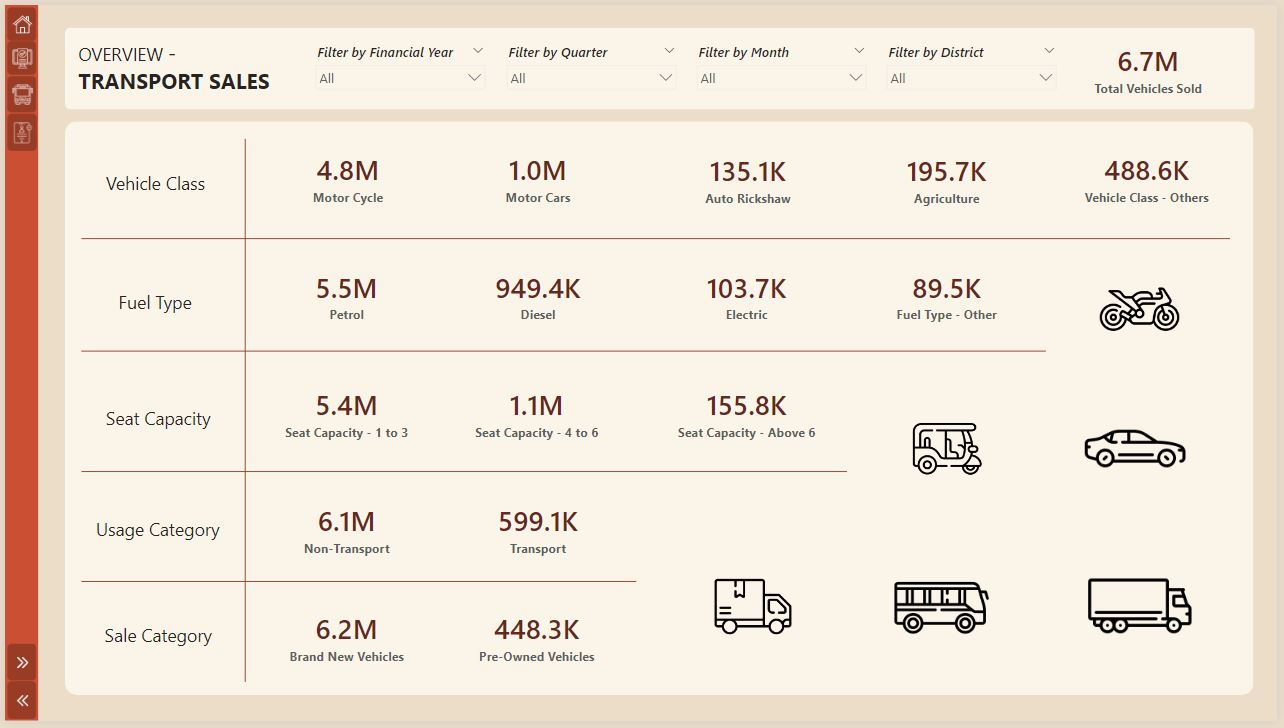 OVERVIEW -
TRANSPORT SALES
Filter by Financial Year
All
Filter by Quarter
All
Filter by Month
All
Filter by District
All
6.7M
Total Vehicles Sold
Vehicle Class
4.8M
Motor Cycle
1.0M
Motor Cars
135.1K
Auto Rickshaw
195.7K
Agriculture
488.6K
Vehicle Class - Others
Fuel Type
5.5M
Petrol
949.4K
Diesel
103.7K
Electric
89.5K
Fuel Type - Other
Seat Capacity
5.4M
Seat Capacity - 1 to 3
1.1M
Seat Capacity - 4 to 6
155.8K
Seat Capacity - Above 6
Usage Category
6.1M
Non-Transport
599.1K
Transport
Sale Category
6.2M
Brand New Vehicles
448.3K
Pre-Owned Vehicles